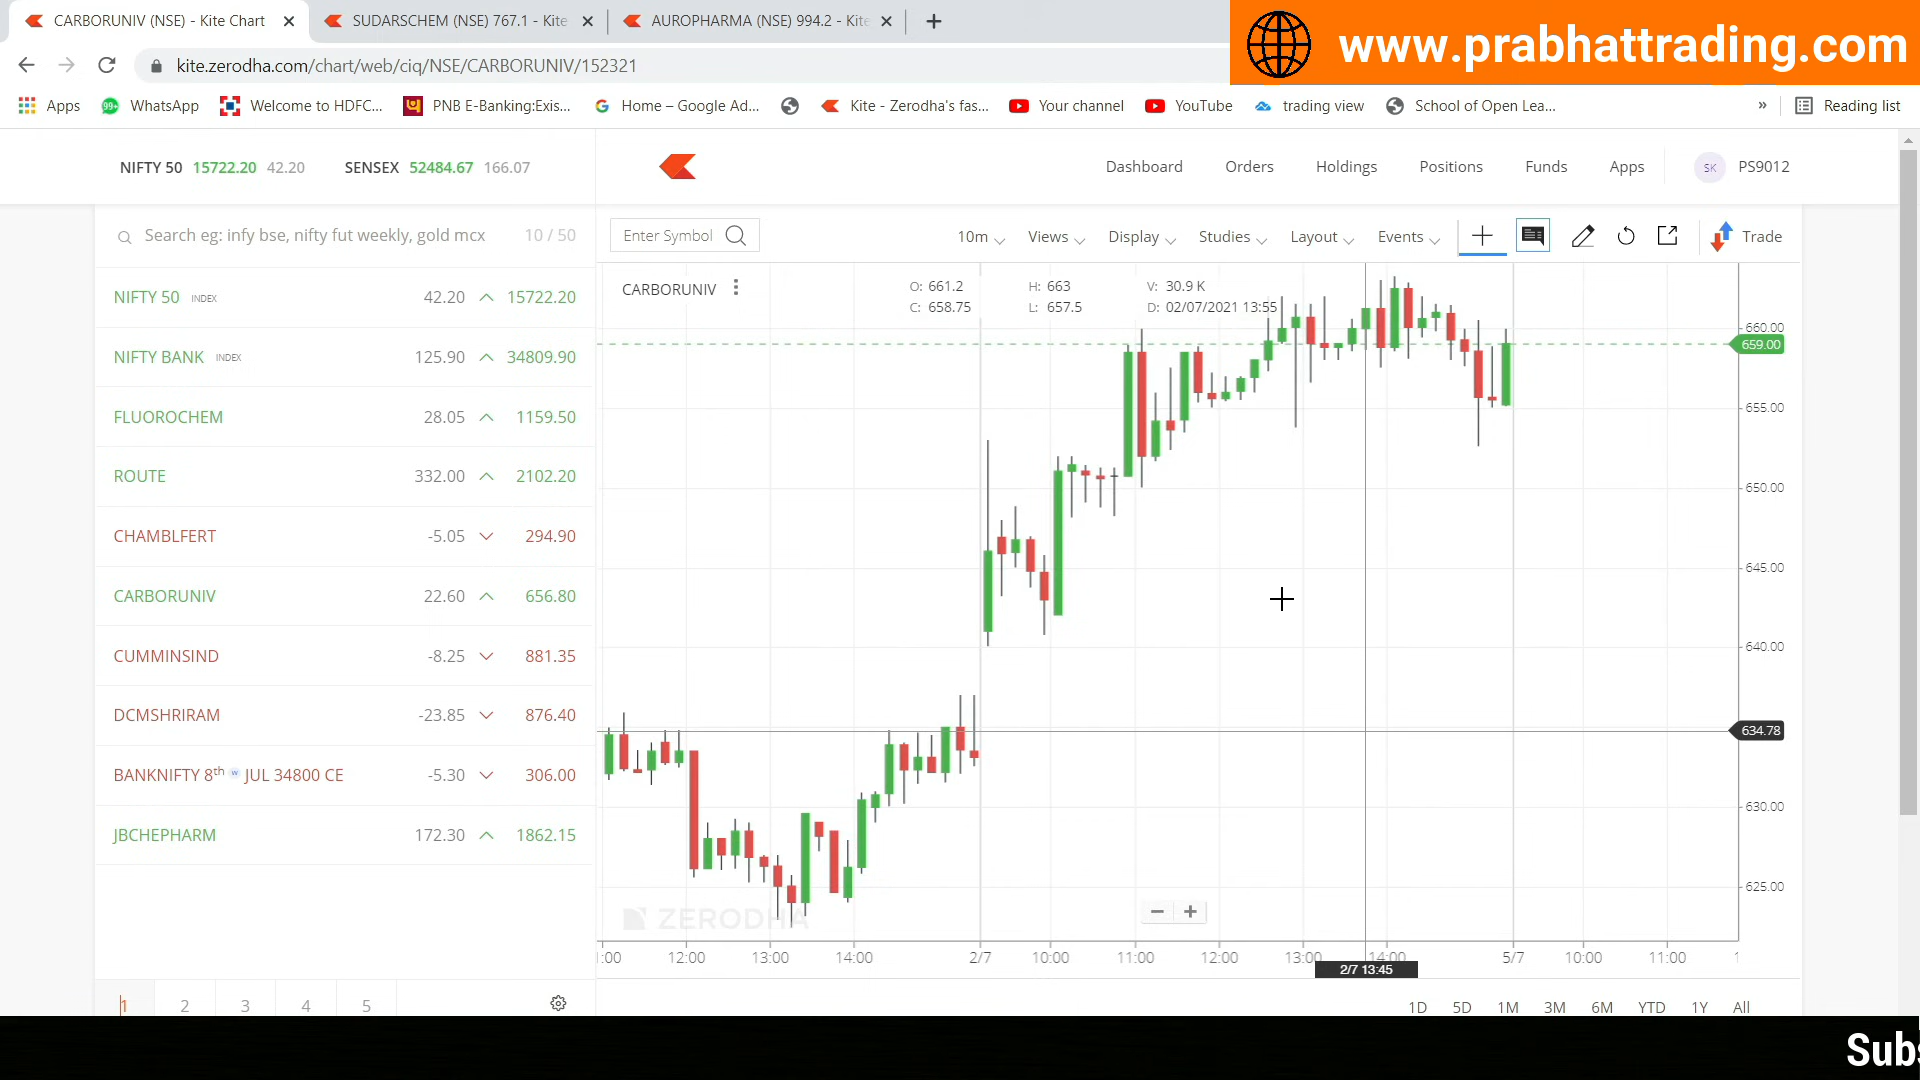 CARBORUNIV (NSE) - Kite Chart
SUDARSCHEM (NSE) 767.1 - Kite
AUROPHARMA (NSE) 994.2 - Kite
www.prabhattrading.com
kite.zerodha.com/chart/web/ciq/NSE/CARBORUNIV/152321
Apps
99+
WhatsApp
Welcome to HDFC...
PNB E-Banking:Exis...
Home – Google Ad...
Kite - Zerodha's fas...
Your channel
YouTube
trading view
School of Open Lea...
»
Reading list
NIFTY 50 15722.20 42.20
SENSEX 52484.67 166.07
Dashboard
Orders
Holdings
Positions
Funds
Apps
SK
PS9012
Search eg: infy bse, nifty fut weekly, gold mcx
10 / 50
Enter Symbol
10m
Views
Display
Studies
Layout
Events
Trade
NIFTY 50 INDEX 42.20 15722.20
NIFTY BANK INDEX 125.90 34809.90
FLUOROCHEM 28.05 1159.50
ROUTE 332.00 2102.20
CHAMBLFERT -5.05 294.90
CARBORUNIV 22.60 656.80
CUMMINSIND -8.25 881.35
DCMSHRIRAM -23.85 876.40
BANKNIFTY 8th w JUL 34800 CE -5.30 306.00
JBCHEPHARM 172.30 1862.15
1 2 3 4 5
CARBORUNIV
O: 661.2 H: 663 V: 30.9 K
C: 658.75 L: 657.5 D: 02/07/2021 13:55
660.00
659.00
655.00
650.00
645.00
640.00
634.78
630.00
625.00
ZERODHA
:00 12:00 13:00 14:00 2/7 10:00 11:00 12:00 13:00 14:00 5/7 10:00 11:00 1
2/7 13:45
1D 5D 1M 3M 6M YTD 1Y All
Subs